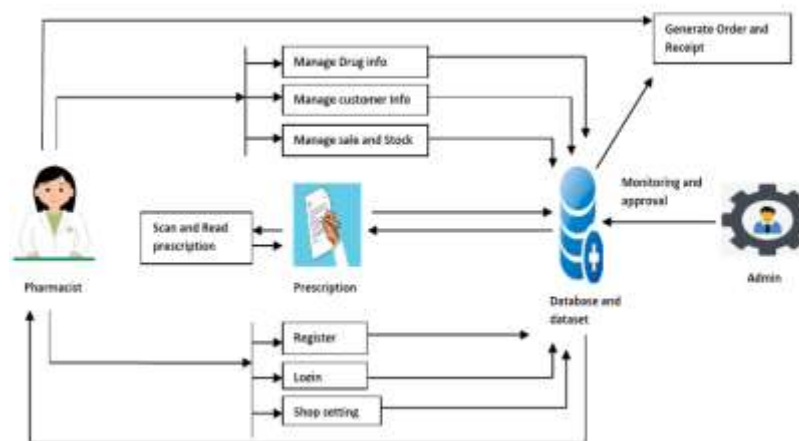 Generate Order and
Receipt
Manage Drug info
Manage customer Info
Manage sale and Stock
Monitoring and
approval
Scan and Read
prescription
Admin
Pharmacist
Prescription
Database and
dataset
Register
Login
Shop setting